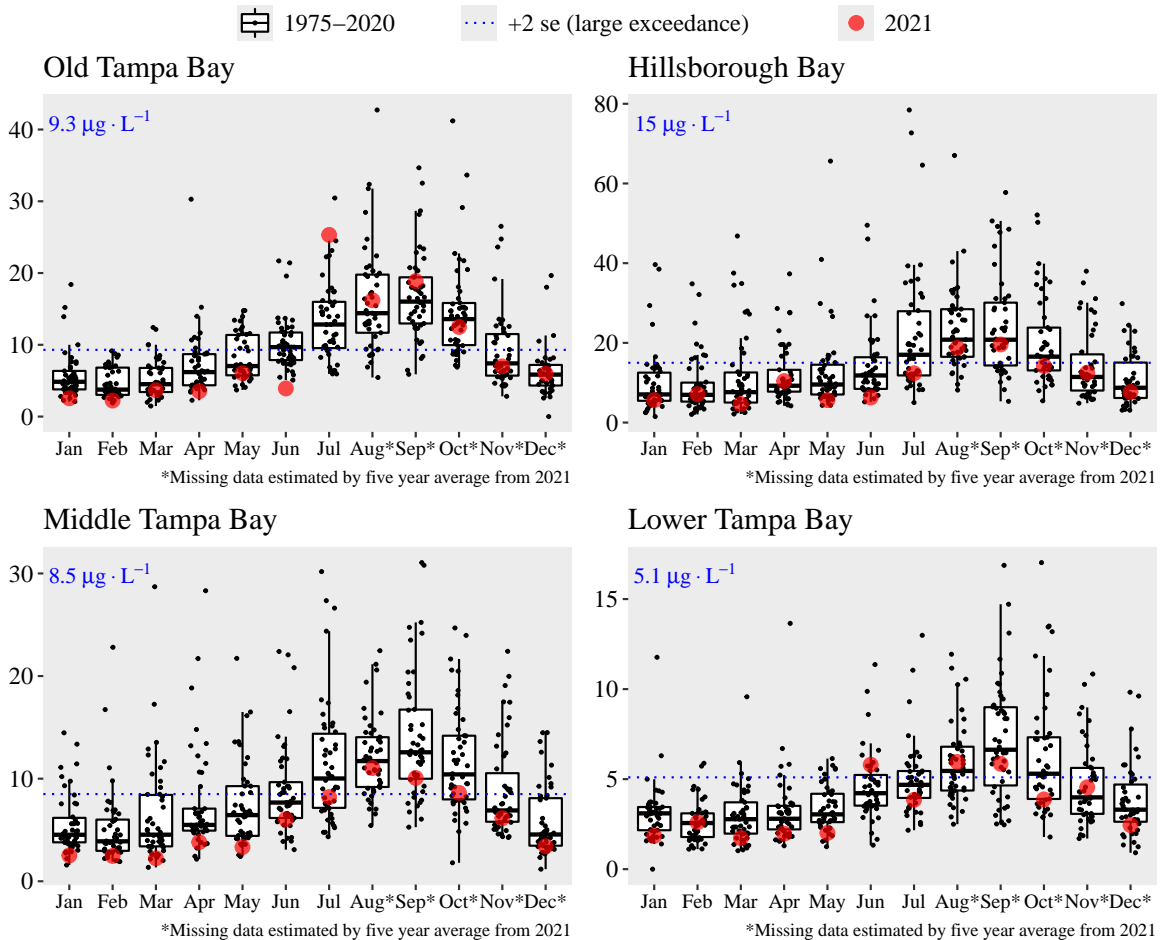 1975–2020 +2 se (large exceedance) 2021
Old Tampa Bay
9.3 μg · L⁻¹
40
30
20
10
0
Jan Feb Mar Apr May Jun Jul Aug* Sep* Oct* Nov* Dec*
*Missing data estimated by five year average from 2021
Hillsborough Bay
15 μg · L⁻¹
80
60
40
20
0
Jan Feb Mar Apr May Jun Jul Aug* Sep* Oct* Nov* Dec*
*Missing data estimated by five year average from 2021
Middle Tampa Bay
8.5 μg · L⁻¹
30
20
10
0
Jan Feb Mar Apr May Jun Jul Aug* Sep* Oct* Nov* Dec*
*Missing data estimated by five year average from 2021
Lower Tampa Bay
5.1 μg · L⁻¹
15
10
5
0
Jan Feb Mar Apr May Jun Jul Aug* Sep* Oct* Nov* Dec*
*Missing data estimated by five year average from 2021